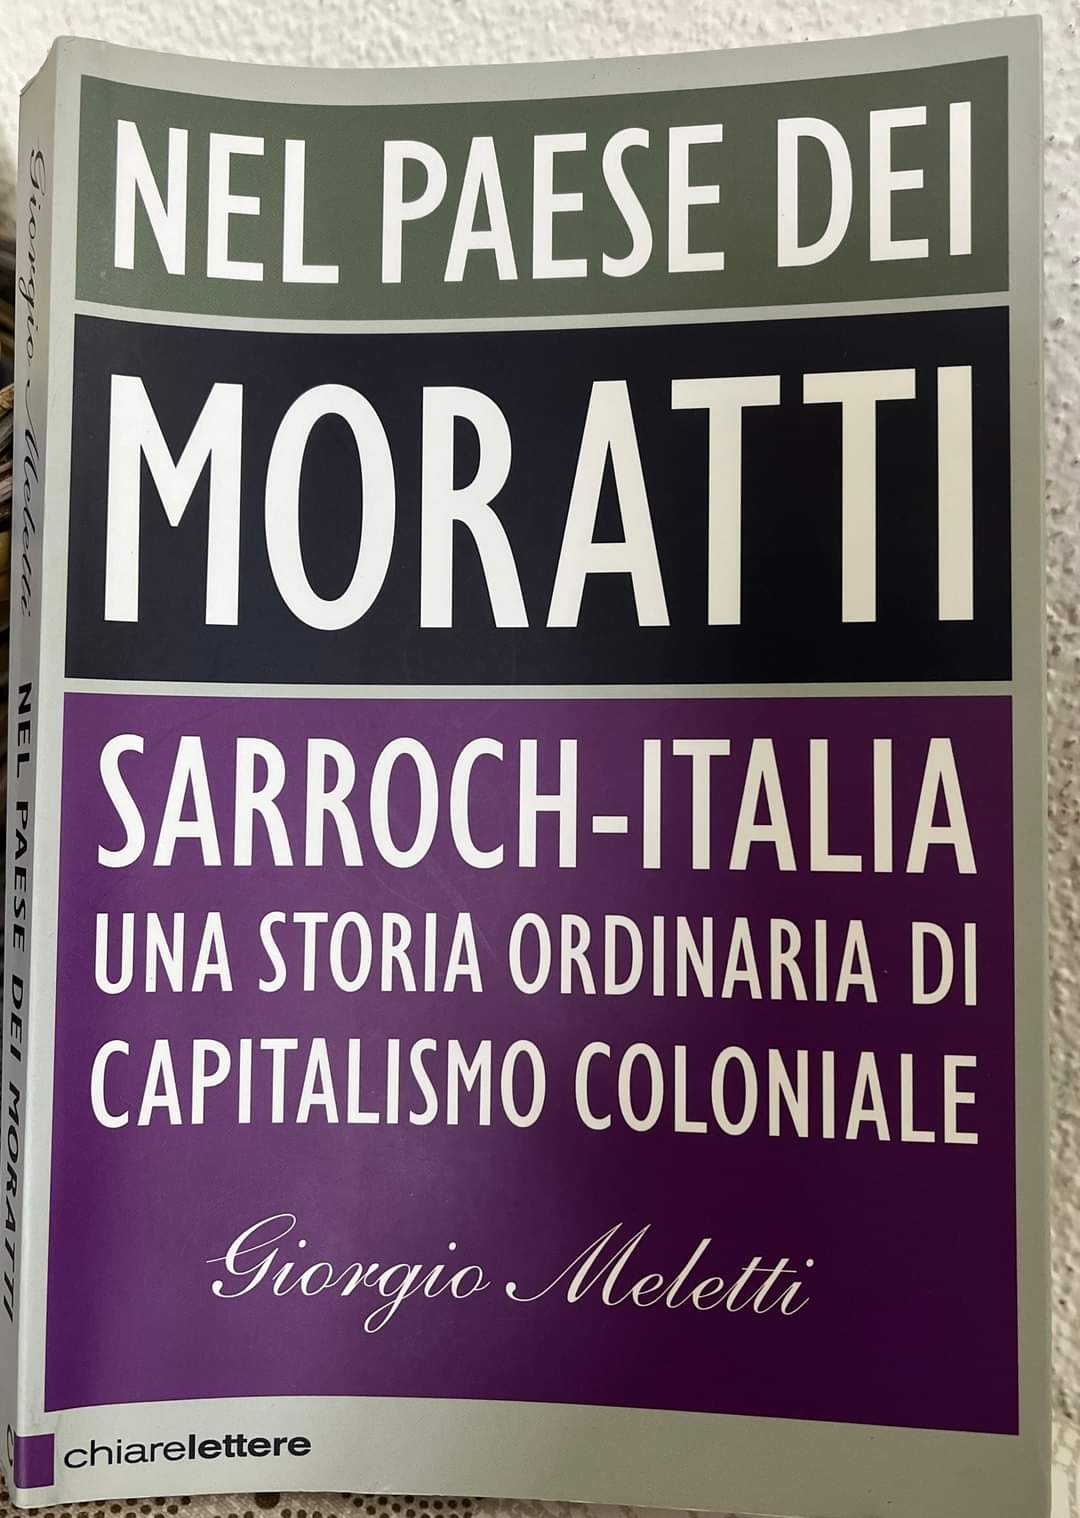 NEL PAESE DEI
MORATTI
SARROCH-ITALIA
UNA STORIA ORDINARIA DI
CAPITALISMO COLONIALE
Giorgio Meletti
chiarelettere
Giorgio Meletti NEL PAESE DEI MORATTI